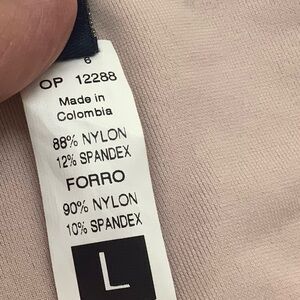 6
OP 12288
Made in
Colombia
88% NYLON
12% SPANDEX
FORRO
90% NYLON
10% SPANDEX
L